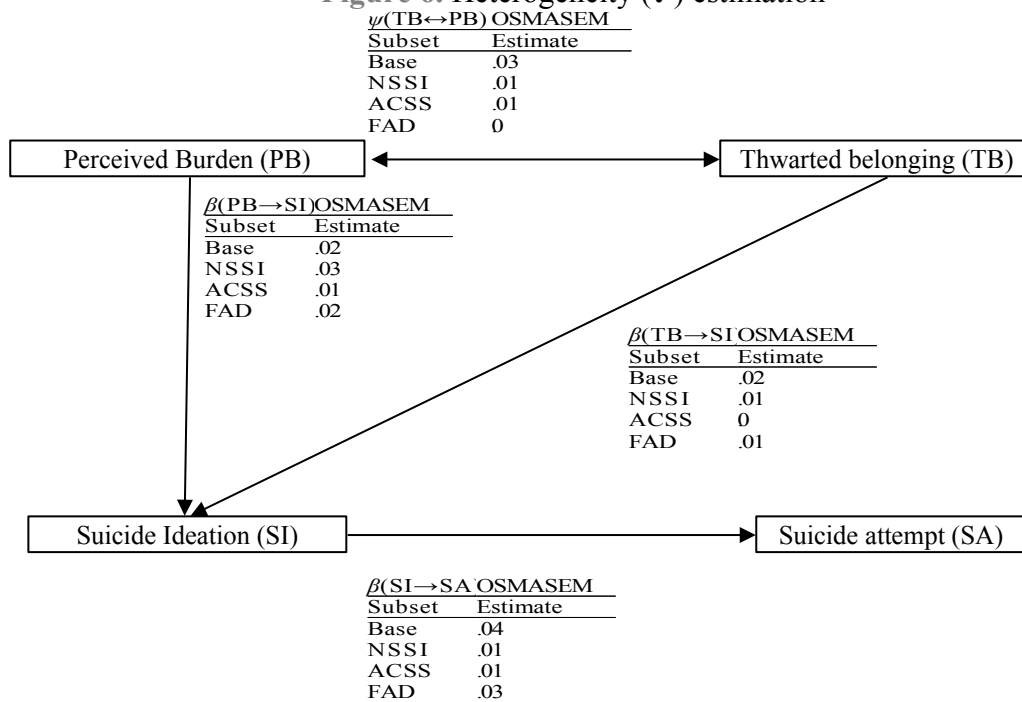 Heterogeneity estimation
ψ(TB↔PB) OSMASEM
Subset Estimate
Base .03
NSSI .01
ACSS .01
FAD 0
Perceived Burden (PB)
Thwarted belonging (TB)
β(PB→SI)OSMASEM
Subset Estimate
Base .02
NSSI .03
ACSS .01
FAD .02
β(TB→SI)OSMASEM
Subset Estimate
Base .02
NSSI .01
ACSS 0
FAD .01
Suicide Ideation (SI)
Suicide attempt (SA)
β(SI→SA)OSMASEM
Subset Estimate
Base .04
NSSI .01
ACSS .01
FAD .03